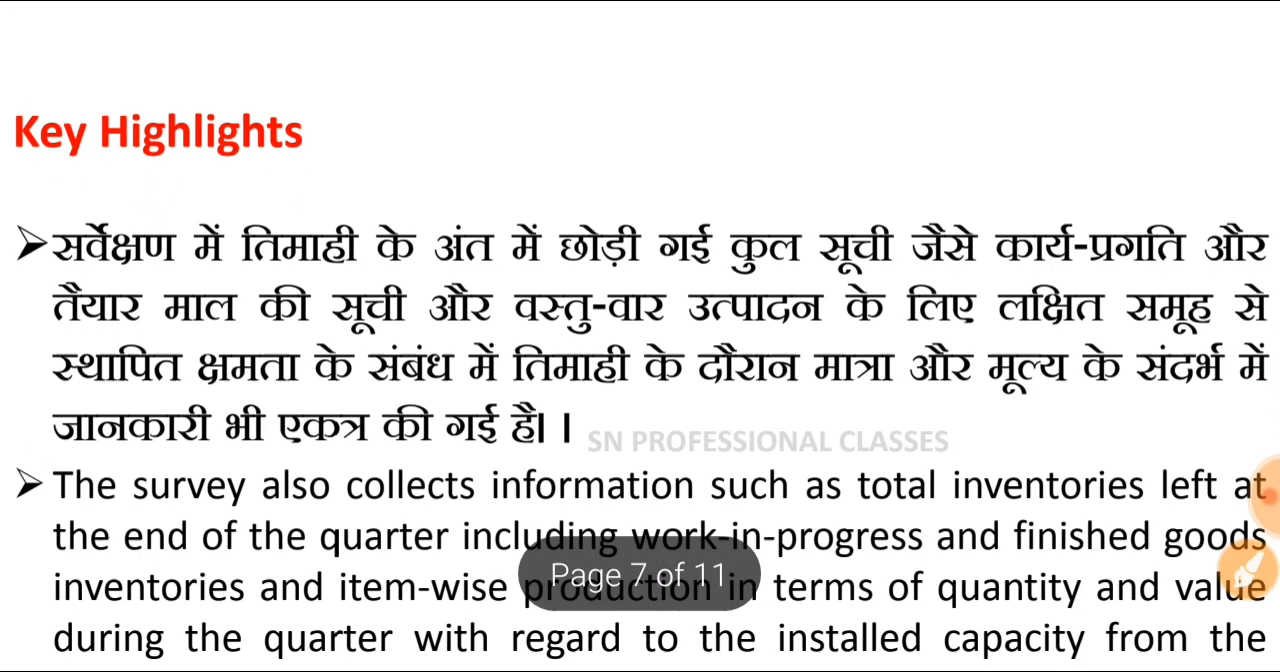 Key Highlights
➢सर्वेक्षण में तिमाही के अंत में छोड़ी गई कुल सूची जैसे कार्य-प्रगति और
तैयार माल की सूची और वस्तु-वार उत्पादन के लिए लक्षित समूह से
स्थापित क्षमता के संबंध में तिमाही के दौरान मात्रा और मूल्य के संदर्भ में
जानकारी भी एकत्र की गई है। ।
SN PROFESSIONAL CLASSES
➢ The survey also collects information such as total inventories left at
the end of the quarter including work-in-progress and finished goods
inventories and item-wise production in terms of quantity and value
Page 7 of 11
during the quarter with regard to the installed capacity from the